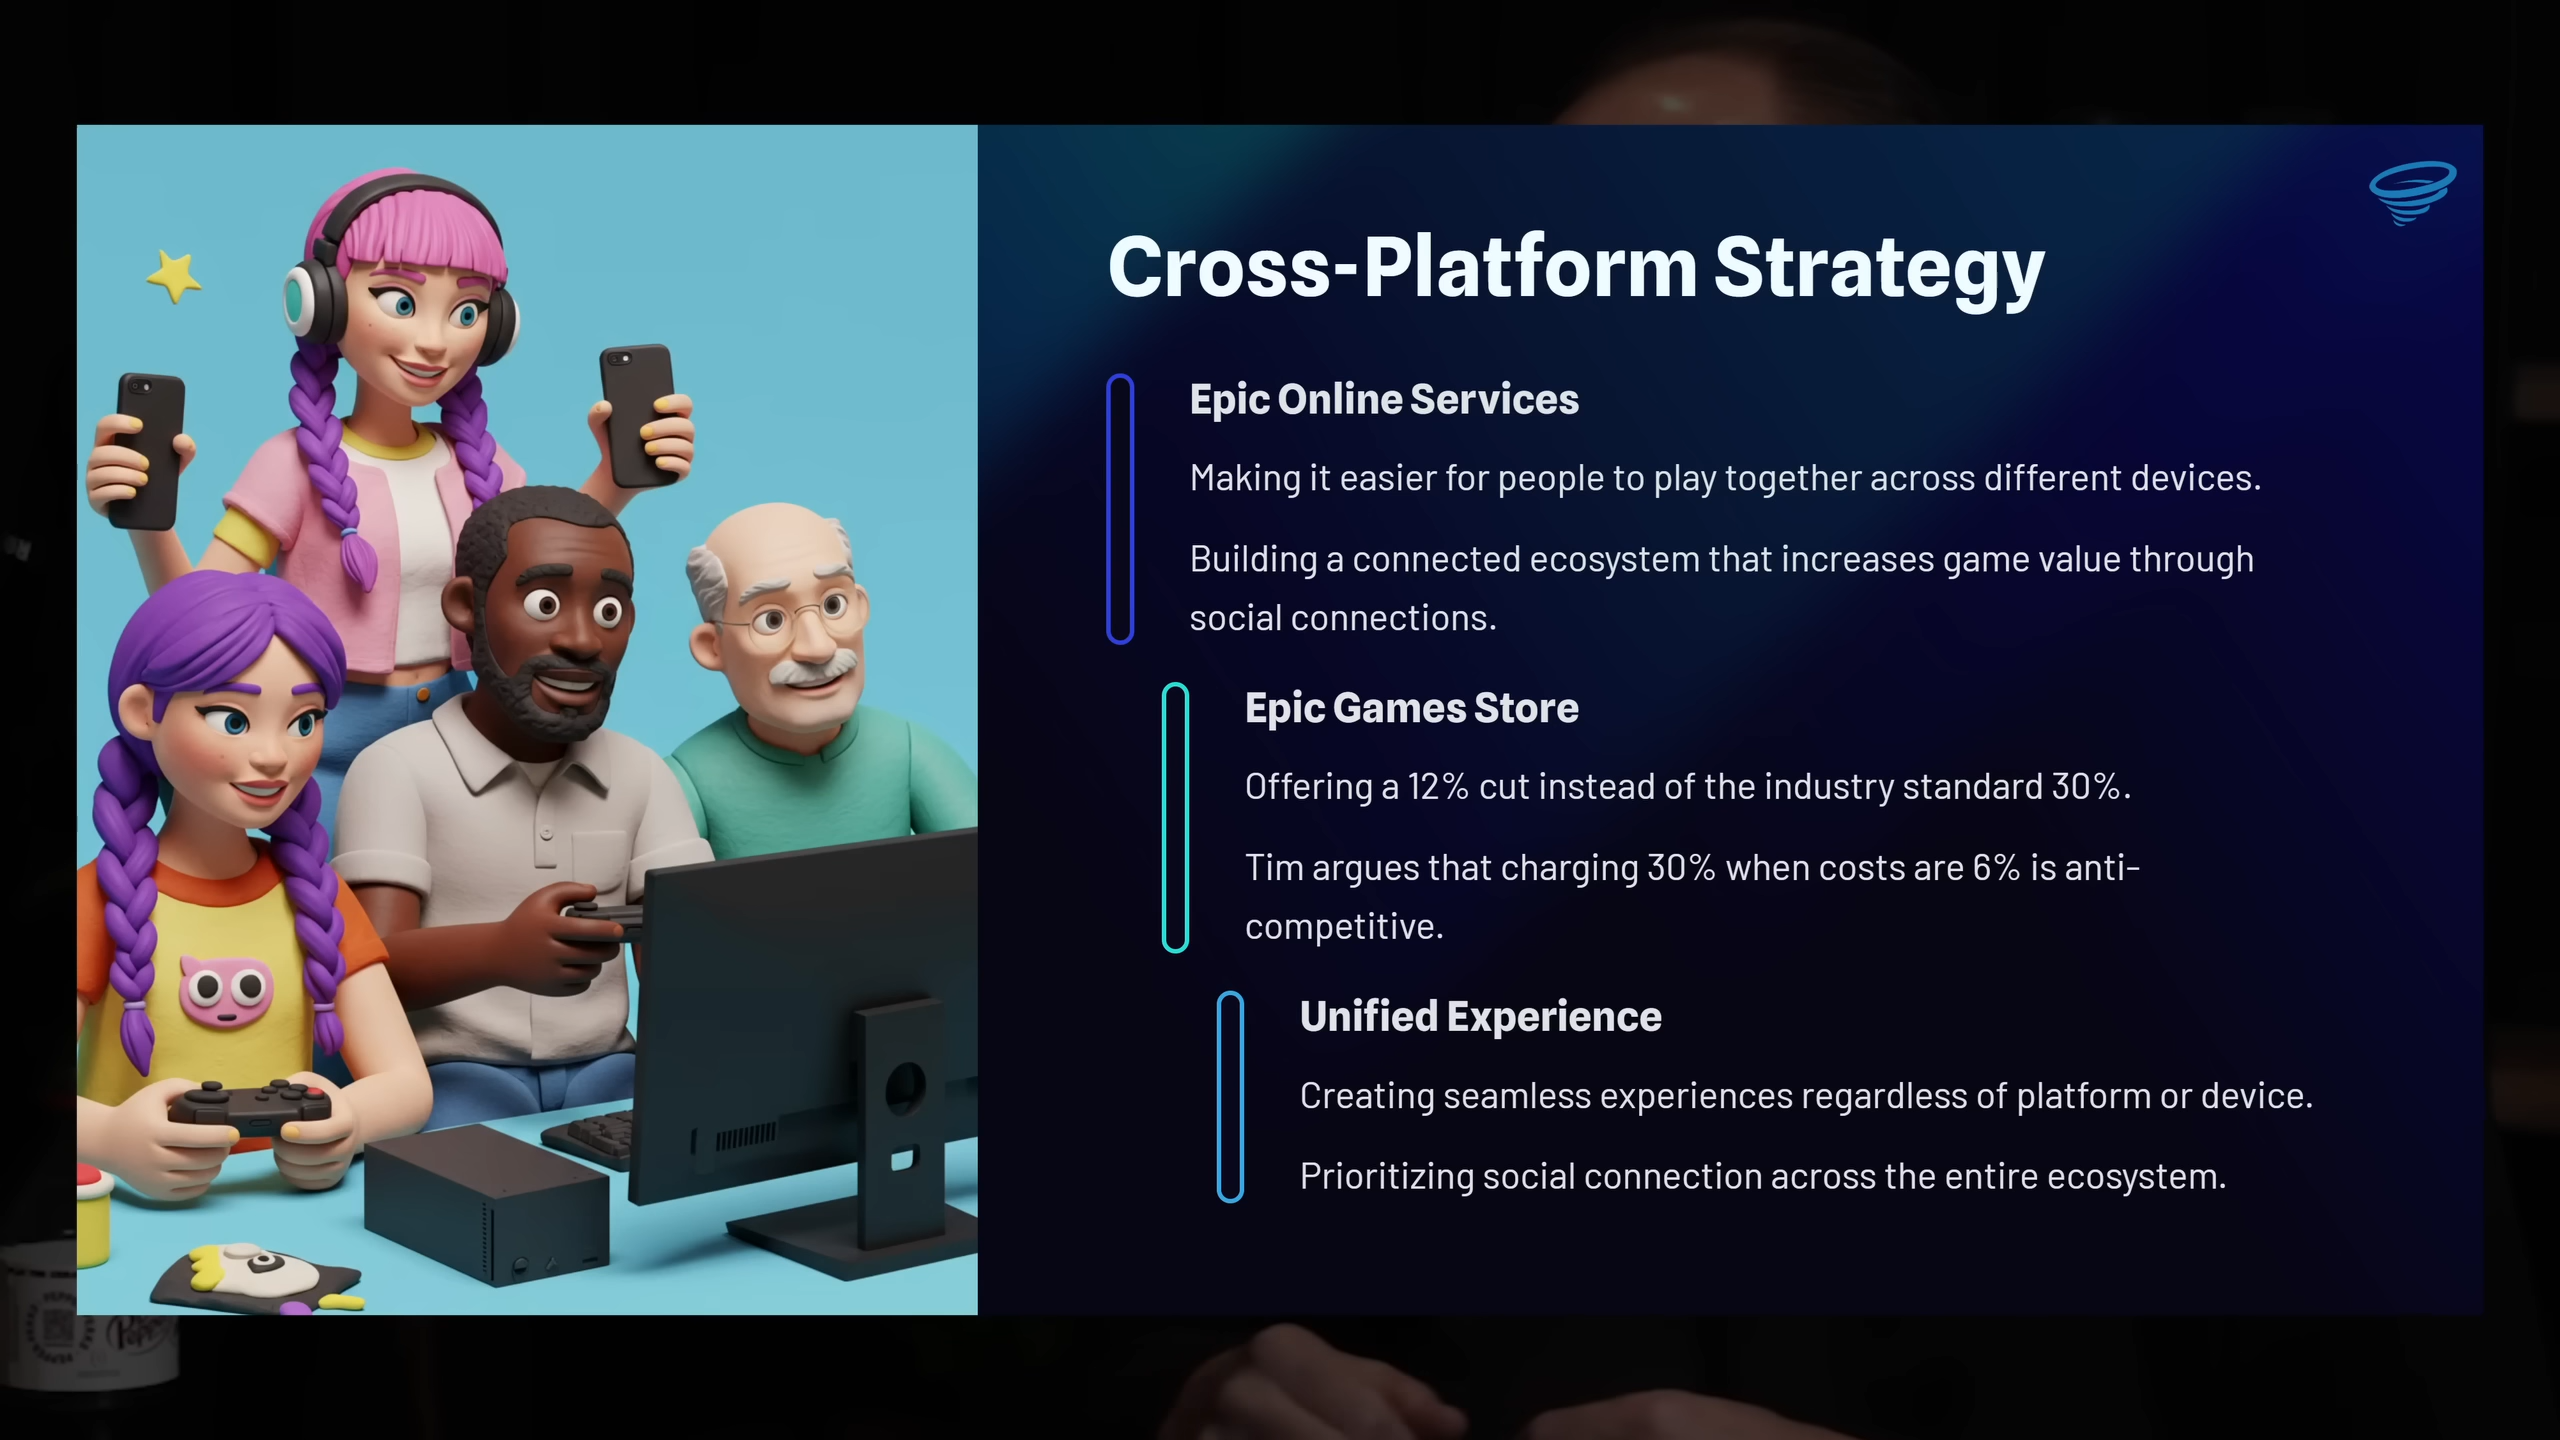 Cross-Platform Strategy
Epic Online Services
Making it easier for people to play together across different devices.
Building a connected ecosystem that increases game value through
social connections.
Epic Games Store
Offering a 12% cut instead of the industry standard 30%.
Tim argues that charging 30% when costs are 6% is anti-
competitive.
Unified Experience
Creating seamless experiences regardless of platform or device.
Prioritizing social connection across the entire ecosystem.